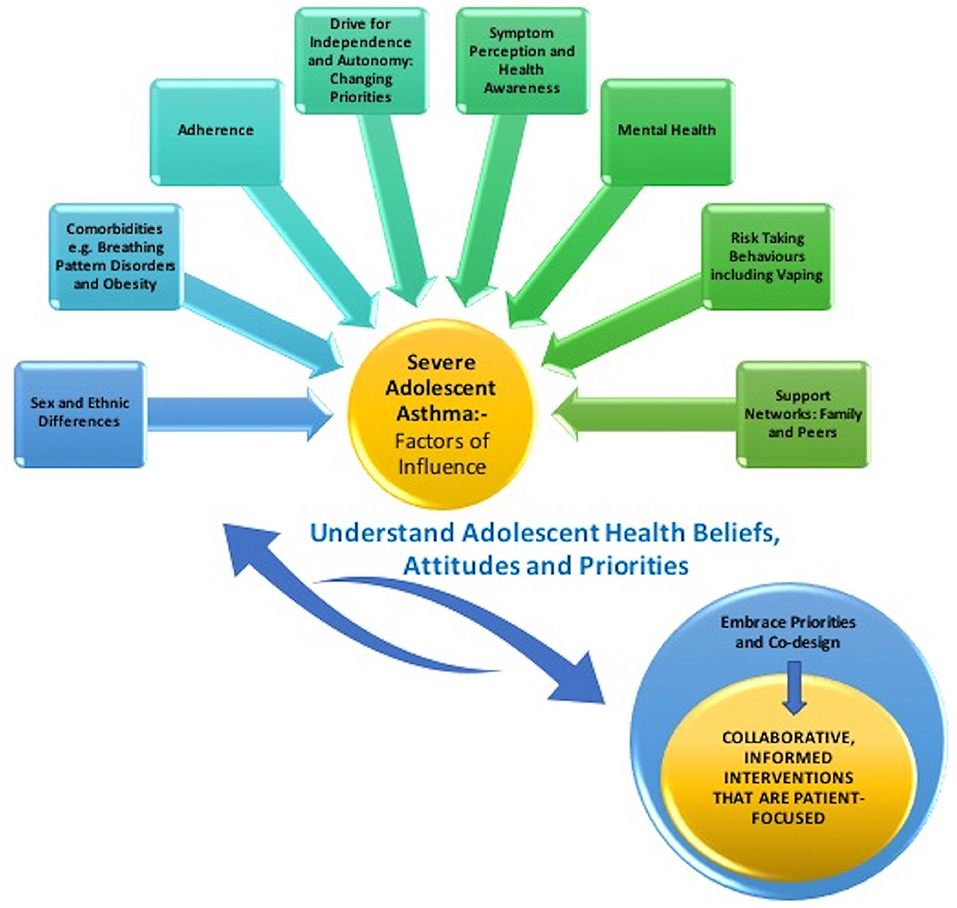 Drive for
Independence
and Autonomy:
Changing
Priorities
Symptom
Perception and
Health
Awareness
Adherence
Mental Health
Comorbidities
e.g. Breathing
Pattern Disorders
and Obesity
Risk Taking
Behaviours
including Vaping
Sex and Ethnic
Differences
Severe
Adolescent
Asthma:-
Factors of
Influence
Support
Networks: Family
and Peers
Understand Adolescent Health Beliefs,
Attitudes and Priorities
Embrace Priorities
and Co-design
COLLABORATIVE,
INFORMED
INTERVENTIONS
THAT ARE PATIENT-
FOCUSED